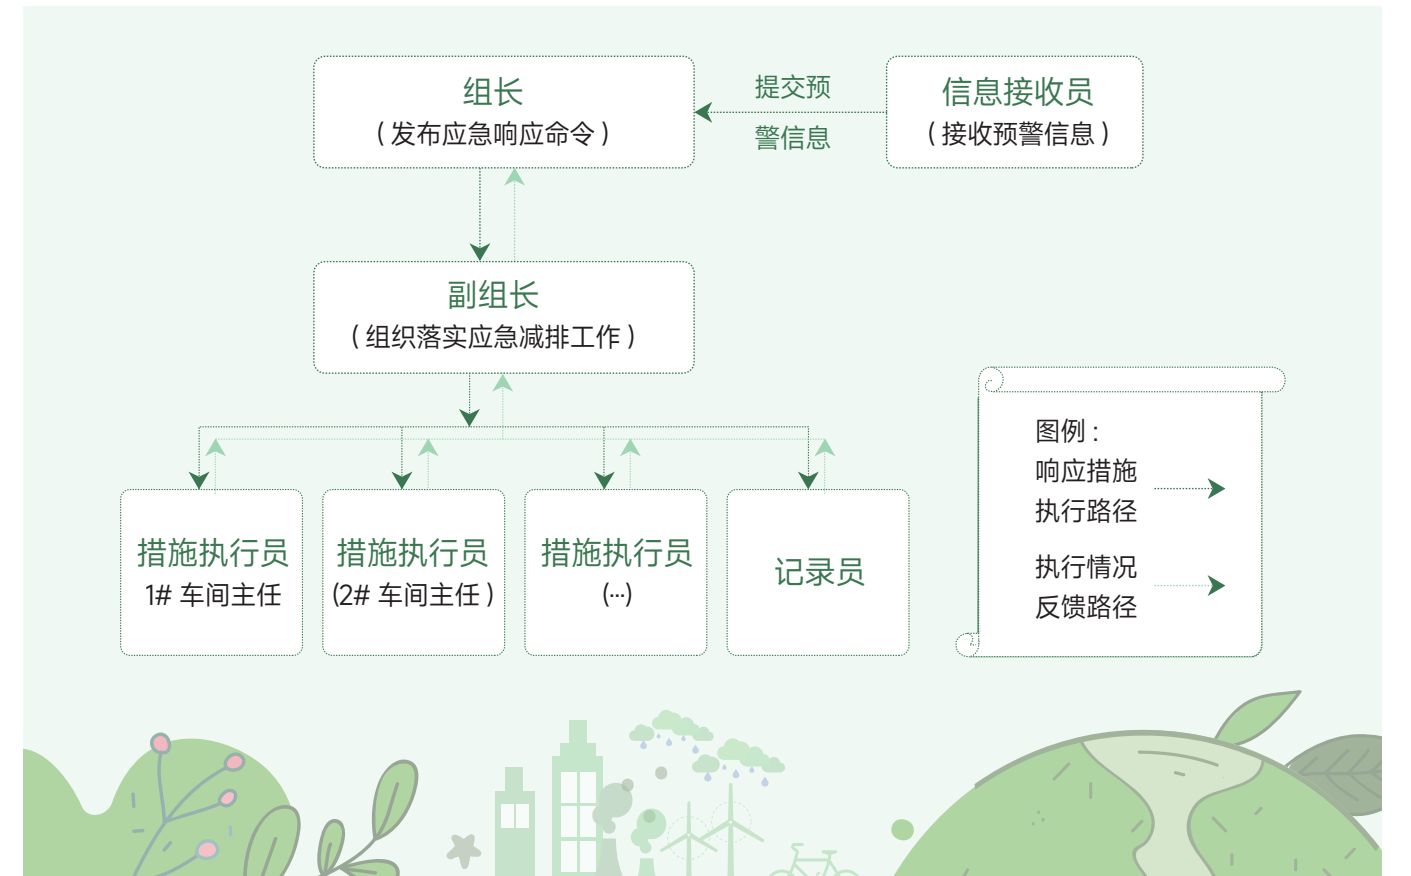 组长
（发布应急响应命令）
提交预
警信息
信息接收员
（接收预警信息）
副组长
（组织落实应急减排工作）
措施执行员
1# 车间主任
措施执行员
(2# 车间主任）
措施执行员
(···)
记录员
图例：
响应措施
执行路径
执行情况
反馈路径